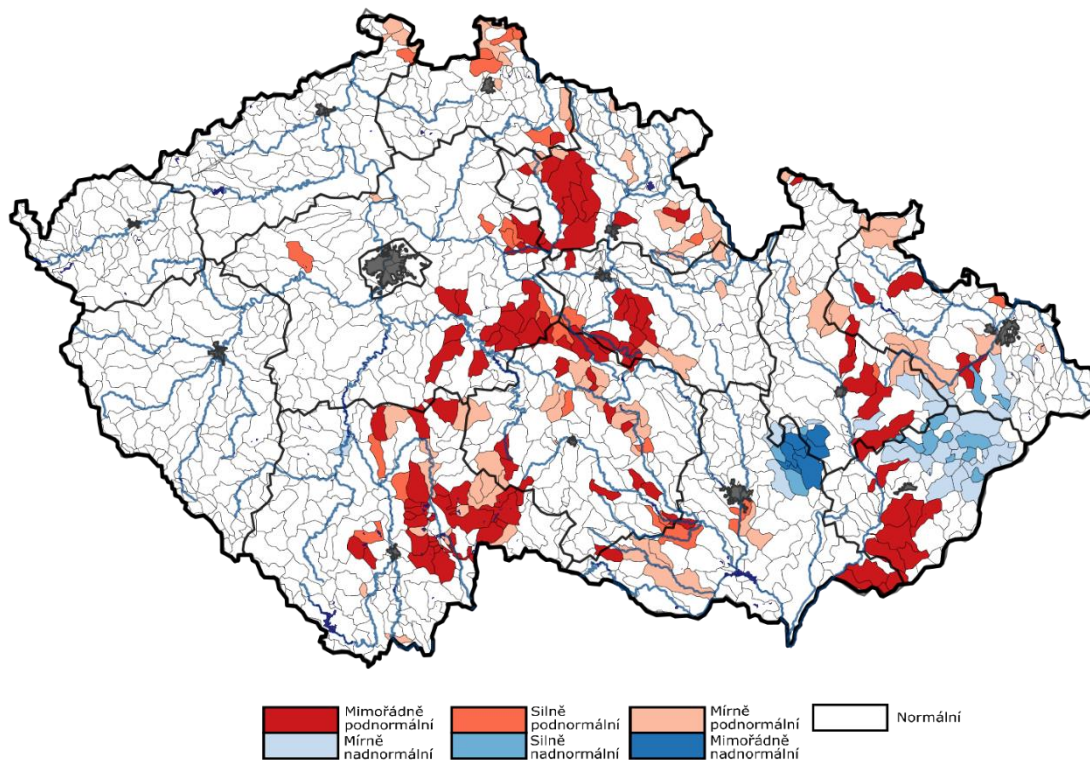 Mimořádně
podnormální
Silně
podnormální
Mírně
podnormální
Normální
Mírně
nadnormální
Silně
nadnormální
Mimořádně
nadnormální